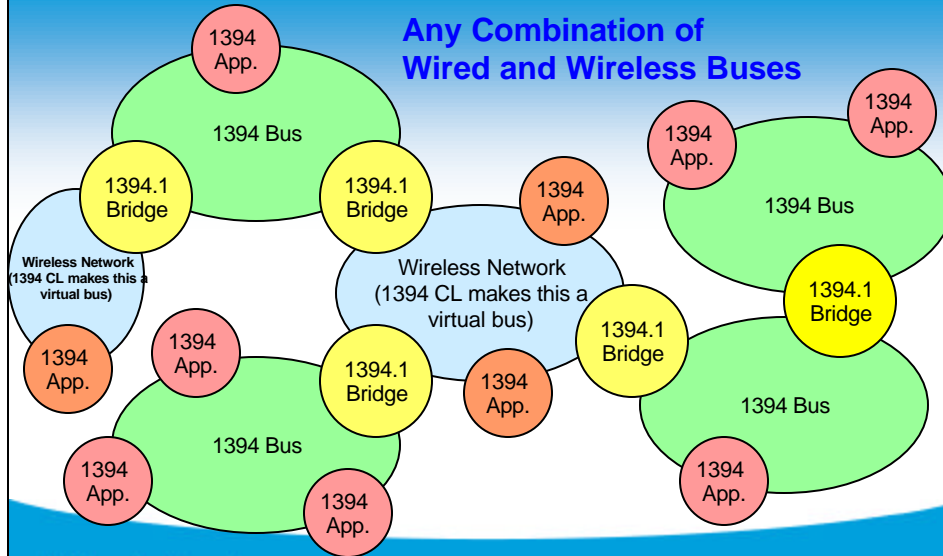 Any Combination of
Wired and Wireless Buses
1394
App.
1394 Bus
1394.1
Bridge
1394.1
Bridge
Wireless Network
(1394 CL makes this a
virtual bus)
1394
App.
1394
App.
Wireless Network
(1394 CL makes this a
virtual bus)
1394
App.
1394.1
Bridge
1394
App.
1394
App.
1394 Bus
1394.1
Bridge
1394 Bus
1394
App.
1394
App.
1394.1
Bridge
1394 Bus
1394
App.
1394
App.